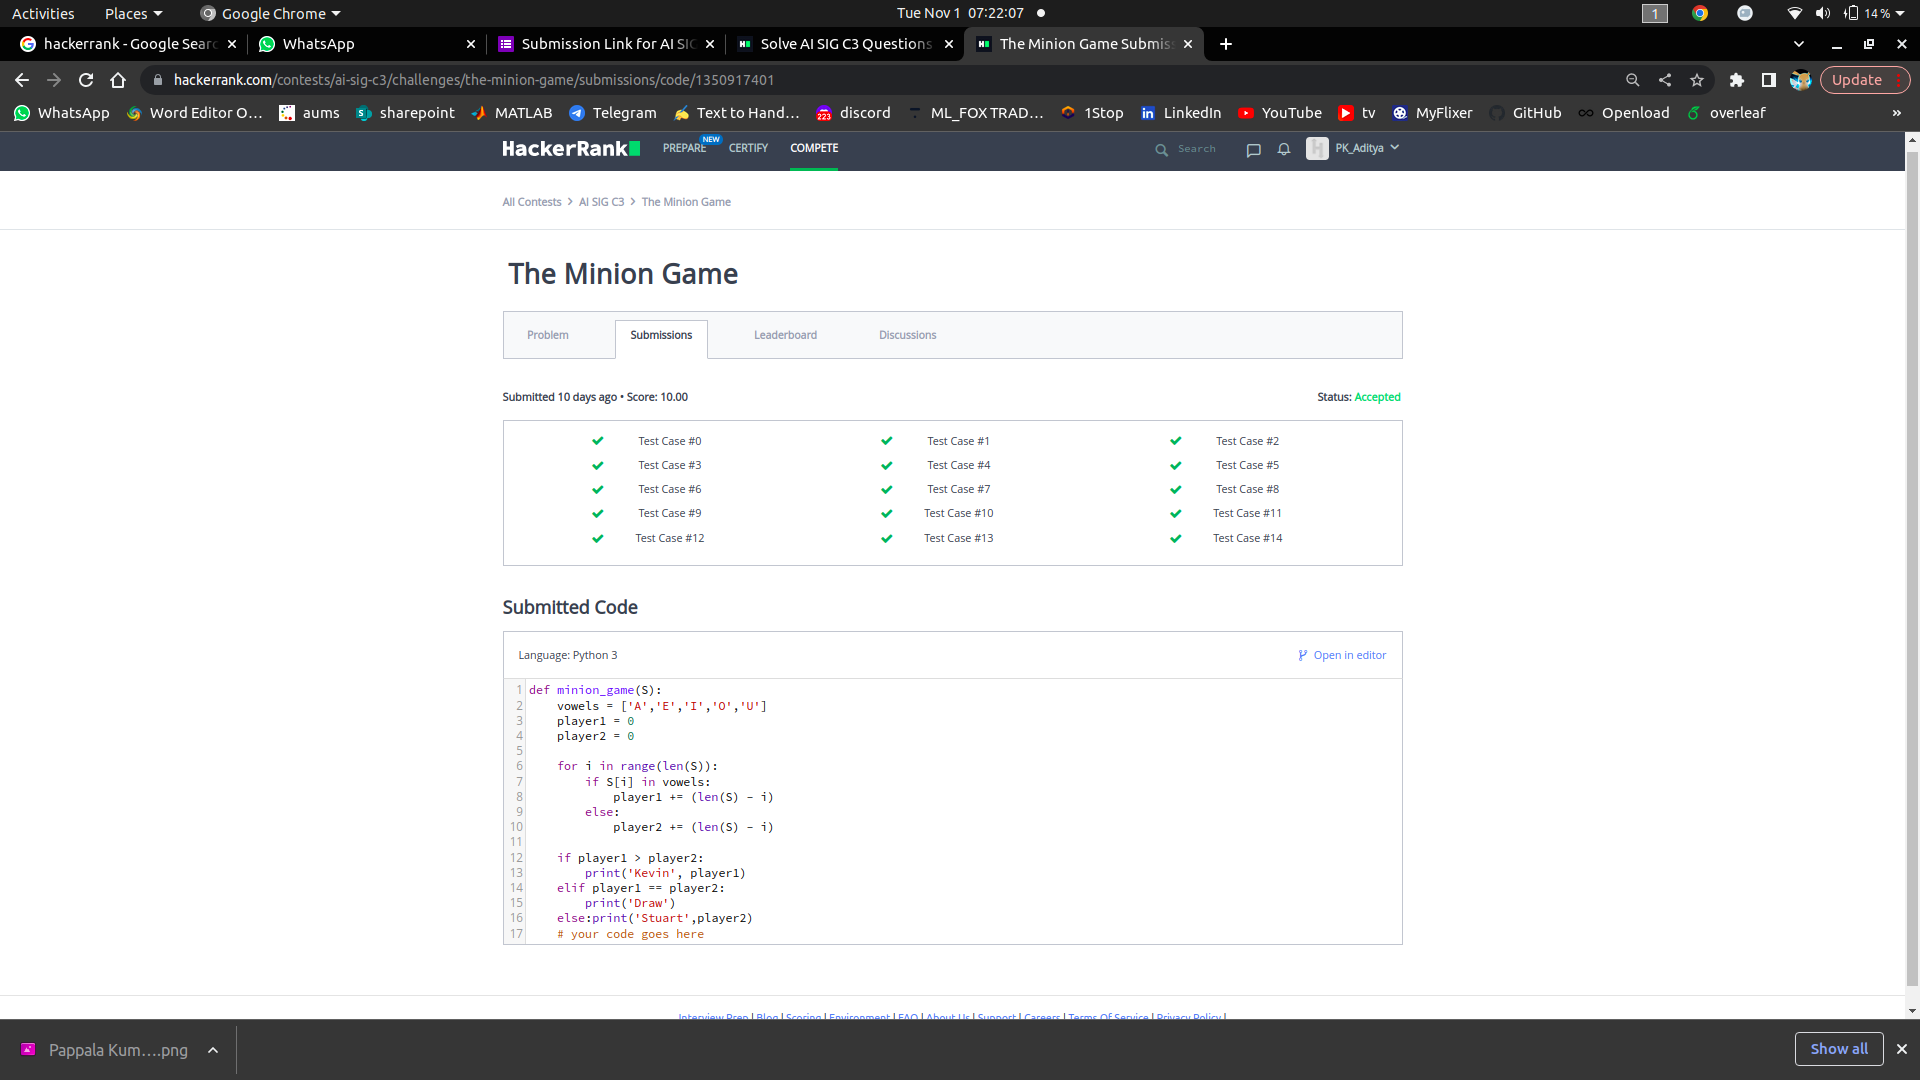 Activities Places Google Chrome Tue Nov 1 07:22:07 1 14 %
hackerrank - Google Searc WhatsApp Submission Link for AI SIG Solve AI SIG C3 Questions The Minion Game Submis
hackerrank.com/contests/ai-sig-c3/challenges/the-minion-game/submissions/code/1350917401 Update
WhatsApp Word Editor O… aums sharepoint MATLAB Telegram Text to Hand… 223 discord ML_FOX TRAD… 1Stop LinkedIn YouTube tv MyFlixer GitHub Openload overleaf »
HackerRank PREPARE NEW CERTIFY COMPETE Search PK_Aditya
All Contests > AI SIG C3 > The Minion Game
The Minion Game
Problem Submissions Leaderboard Discussions
Submitted 10 days ago • Score: 10.00 Status: Accepted
Test Case #0 Test Case #1 Test Case #2
Test Case #3 Test Case #4 Test Case #5
Test Case #6 Test Case #7 Test Case #8
Test Case #9 Test Case #10 Test Case #11
Test Case #12 Test Case #13 Test Case #14
Submitted Code
Language: Python 3 Open in editor
1 def minion_game(S):
2     vowels = ['A','E','I','O','U']
3     player1 = 0
4     player2 = 0
5
6     for i in range(len(S)):
7         if S[i] in vowels:
8             player1 += (len(S) - i)
9         else:
10             player2 += (len(S) - i)
11
12     if player1 > player2:
13         print('Kevin', player1)
14     elif player1 == player2:
15         print('Draw')
16     else:print('Stuart',player2)
17     # your code goes here
Interview Prep | Blog | Scoring | Environment | FAQ | About Us | Support | Careers | Terms Of Service | Privacy Policy |
Pappala Kum….png Show all